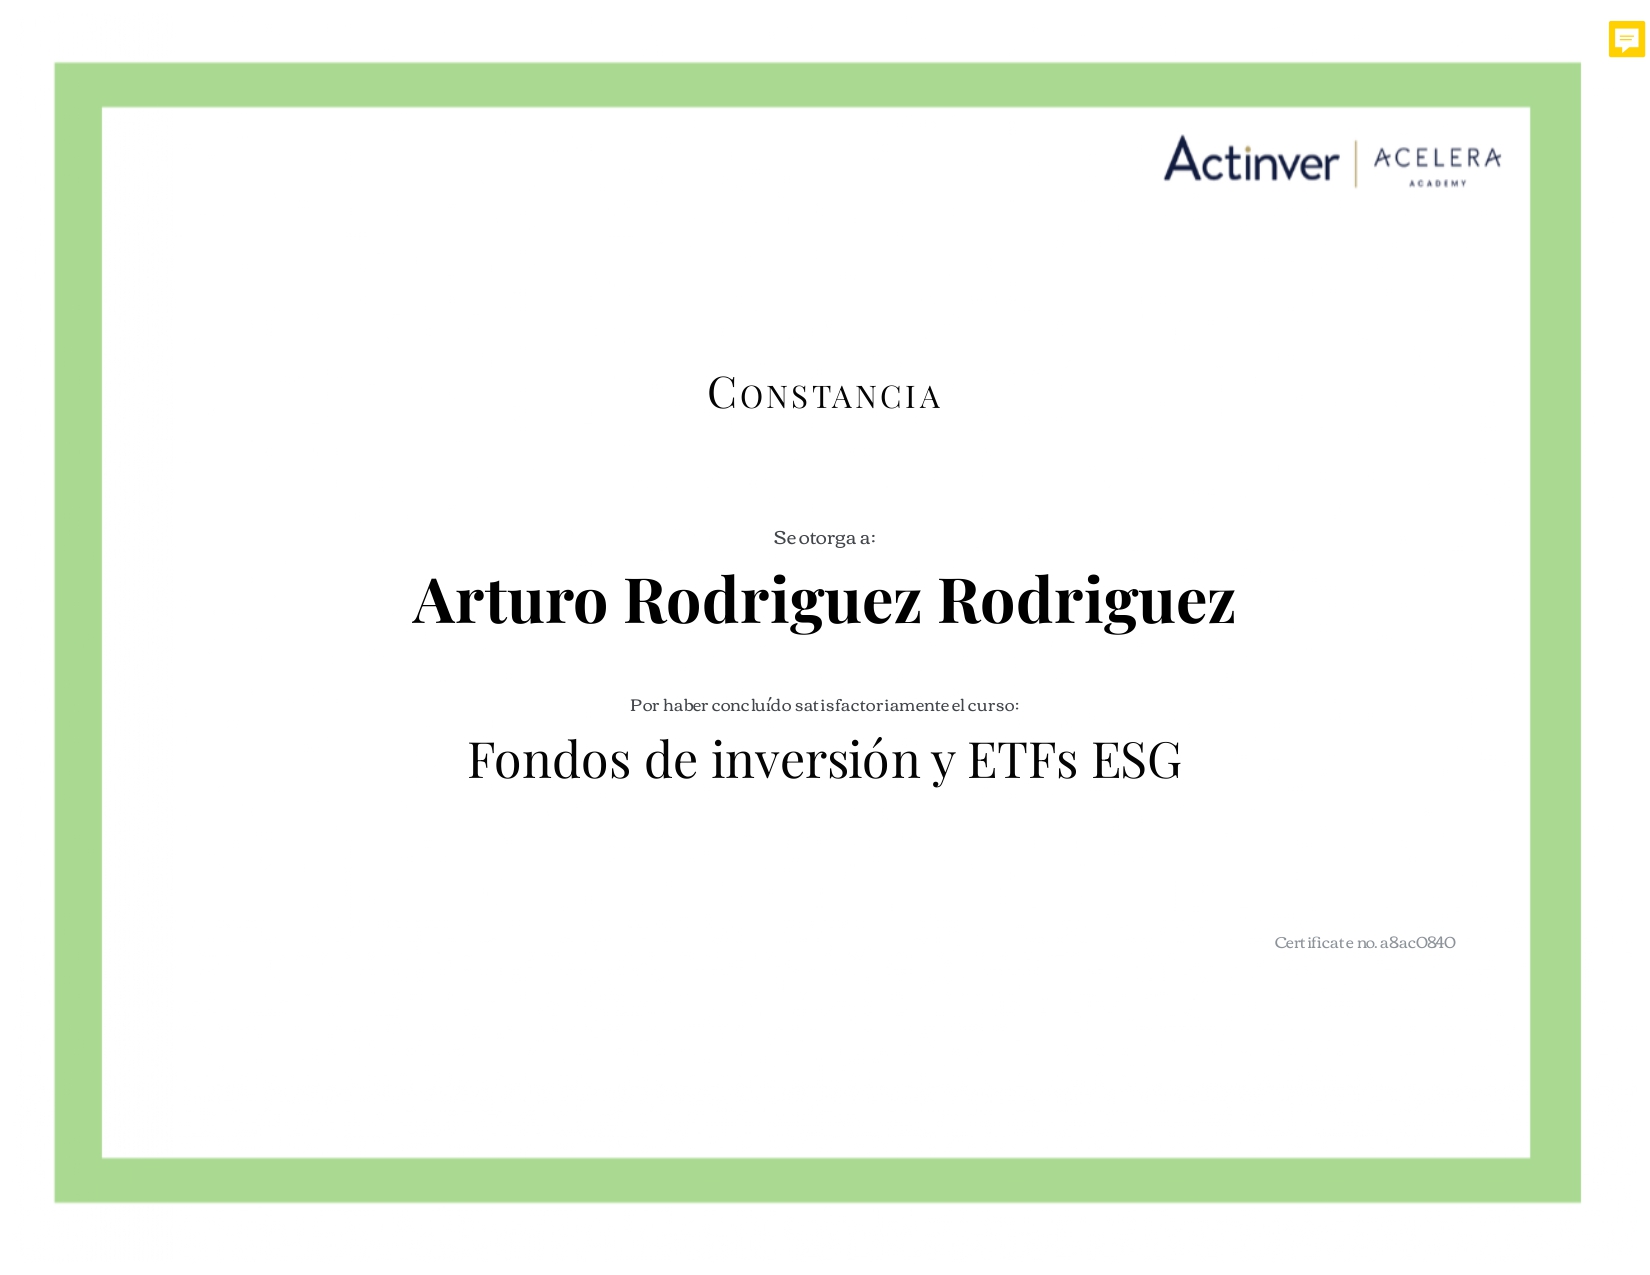 Actinver
ACELERA
ACADEMY
CONSTANCIA
Se otorga a:
Arturo Rodriguez Rodriguez
Por haber concluído satisfactoriamente el curso:
Fondos de inversión y ETFs ESG
Certificate no. a8ac0840